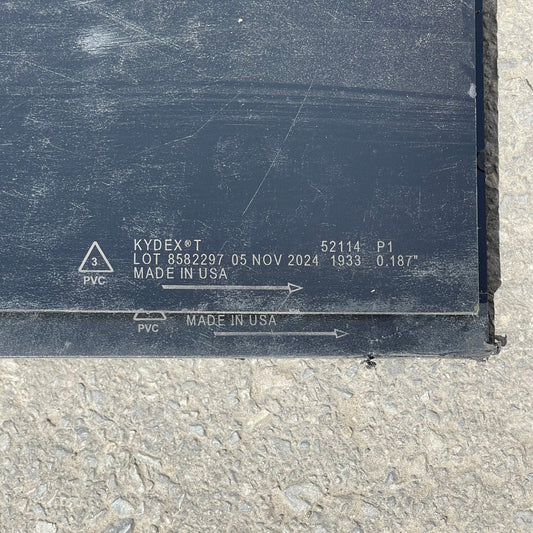 KYDEX® T 52114 P1
3 LOT 8582297 05 NOV 2024 1933 0.187"
PVC MADE IN USA
PVC MADE IN USA